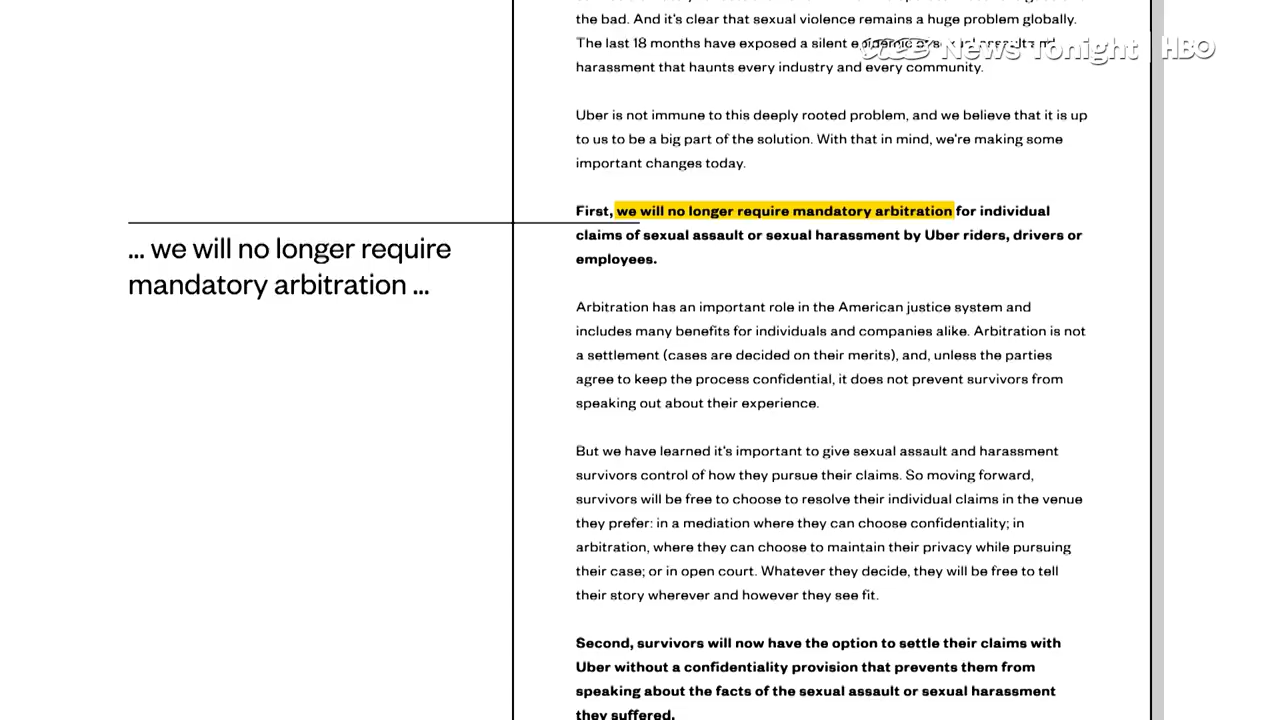 the bad. And it's clear that sexual violence remains a huge problem globally.
The last 18 months have exposed a silent epidemic of sexual assault and
harassment that haunts every industry and every community.
VICE News Tonight HBO
Uber is not immune to this deeply rooted problem, and we believe that it is up
to us to be a big part of the solution. With that in mind, we're making some
important changes today.
First, we will no longer require mandatory arbitration for individual
claims of sexual assault or sexual harassment by Uber riders, drivers or
employees.
... we will no longer require
mandatory arbitration ...
Arbitration has an important role in the American justice system and
includes many benefits for individuals and companies alike. Arbitration is not
a settlement (cases are decided on their merits), and, unless the parties
agree to keep the process confidential, it does not prevent survivors from
speaking out about their experience.
But we have learned it's important to give sexual assault and harassment
survivors control of how they pursue their claims. So moving forward,
survivors will be free to choose to resolve their individual claims in the venue
they prefer: in a mediation where they can choose confidentiality; in
arbitration, where they can choose to maintain their privacy while pursuing
their case; or in open court. Whatever they decide, they will be free to tell
their story wherever and however they see fit.
Second, survivors will now have the option to settle their claims with
Uber without a confidentiality provision that prevents them from
speaking about the facts of the sexual assault or sexual harassment
they suffered.